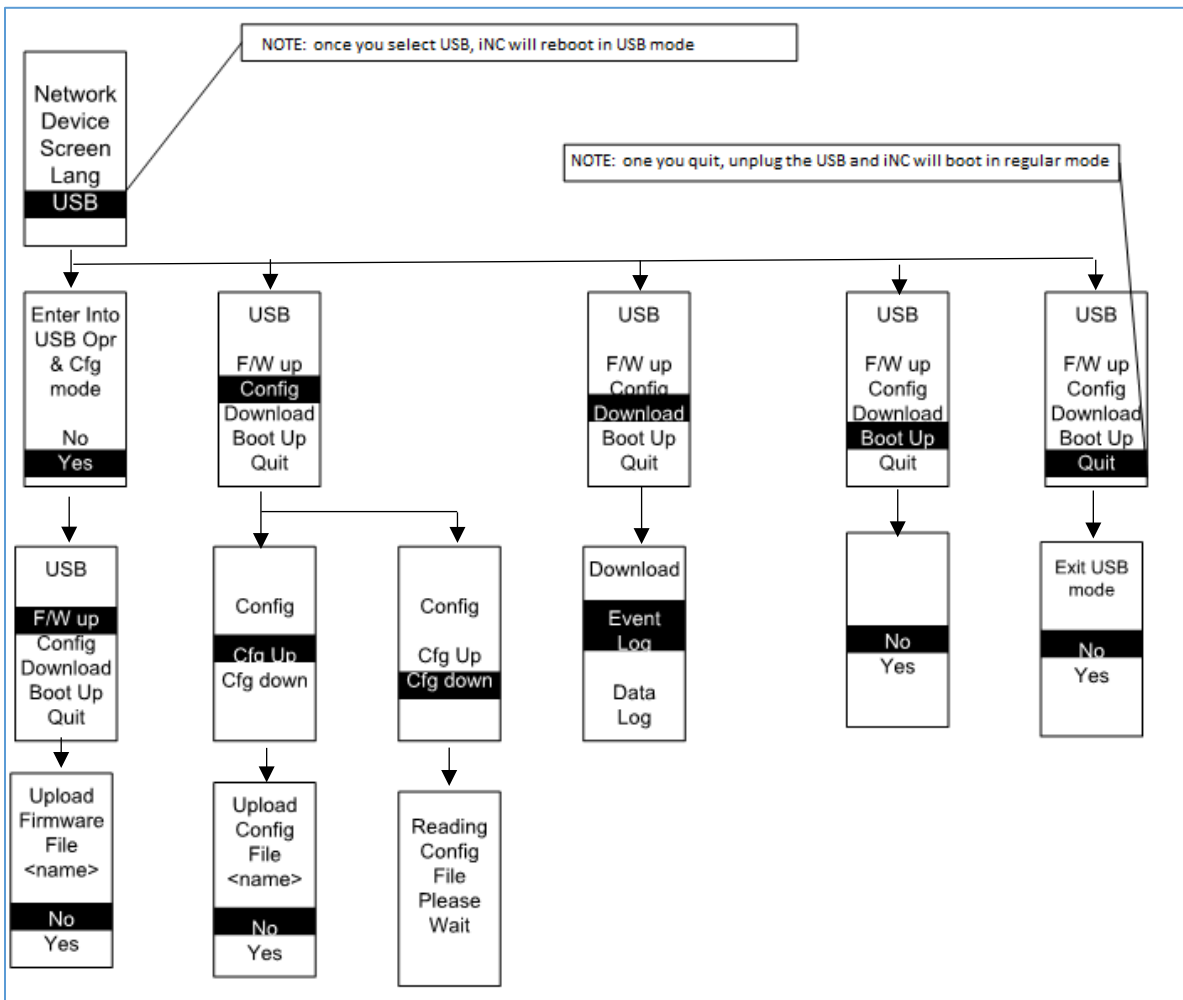 NOTE: once you select USB, iNC will reboot in USB mode
Network
Device
Screen
Lang
USB
NOTE: one you quit, unplug the USB and iNC will boot in regular mode
Enter Into
USB Opr
& Cfg
mode
No
Yes
USB
F/W up
Config
Download
Boot Up
Quit
USB
F/W up
Config
Download
Boot Up
Quit
USB
F/W up
Config
Download
Boot Up
Quit
USB
F/W up
Config
Download
Boot Up
Quit
USB
F/W up
Config
Download
Boot Up
Quit
Config
Cfg Up
Cfg down
Config
Cfg Up
Cfg down
Download
Event
Log
Data
Log
No
Yes
Exit USB
mode
No
Yes
Upload
Firmware
File
<name>
No
Yes
Upload
Config
File
<name>
No
Yes
Reading
Config
File
Please
Wait